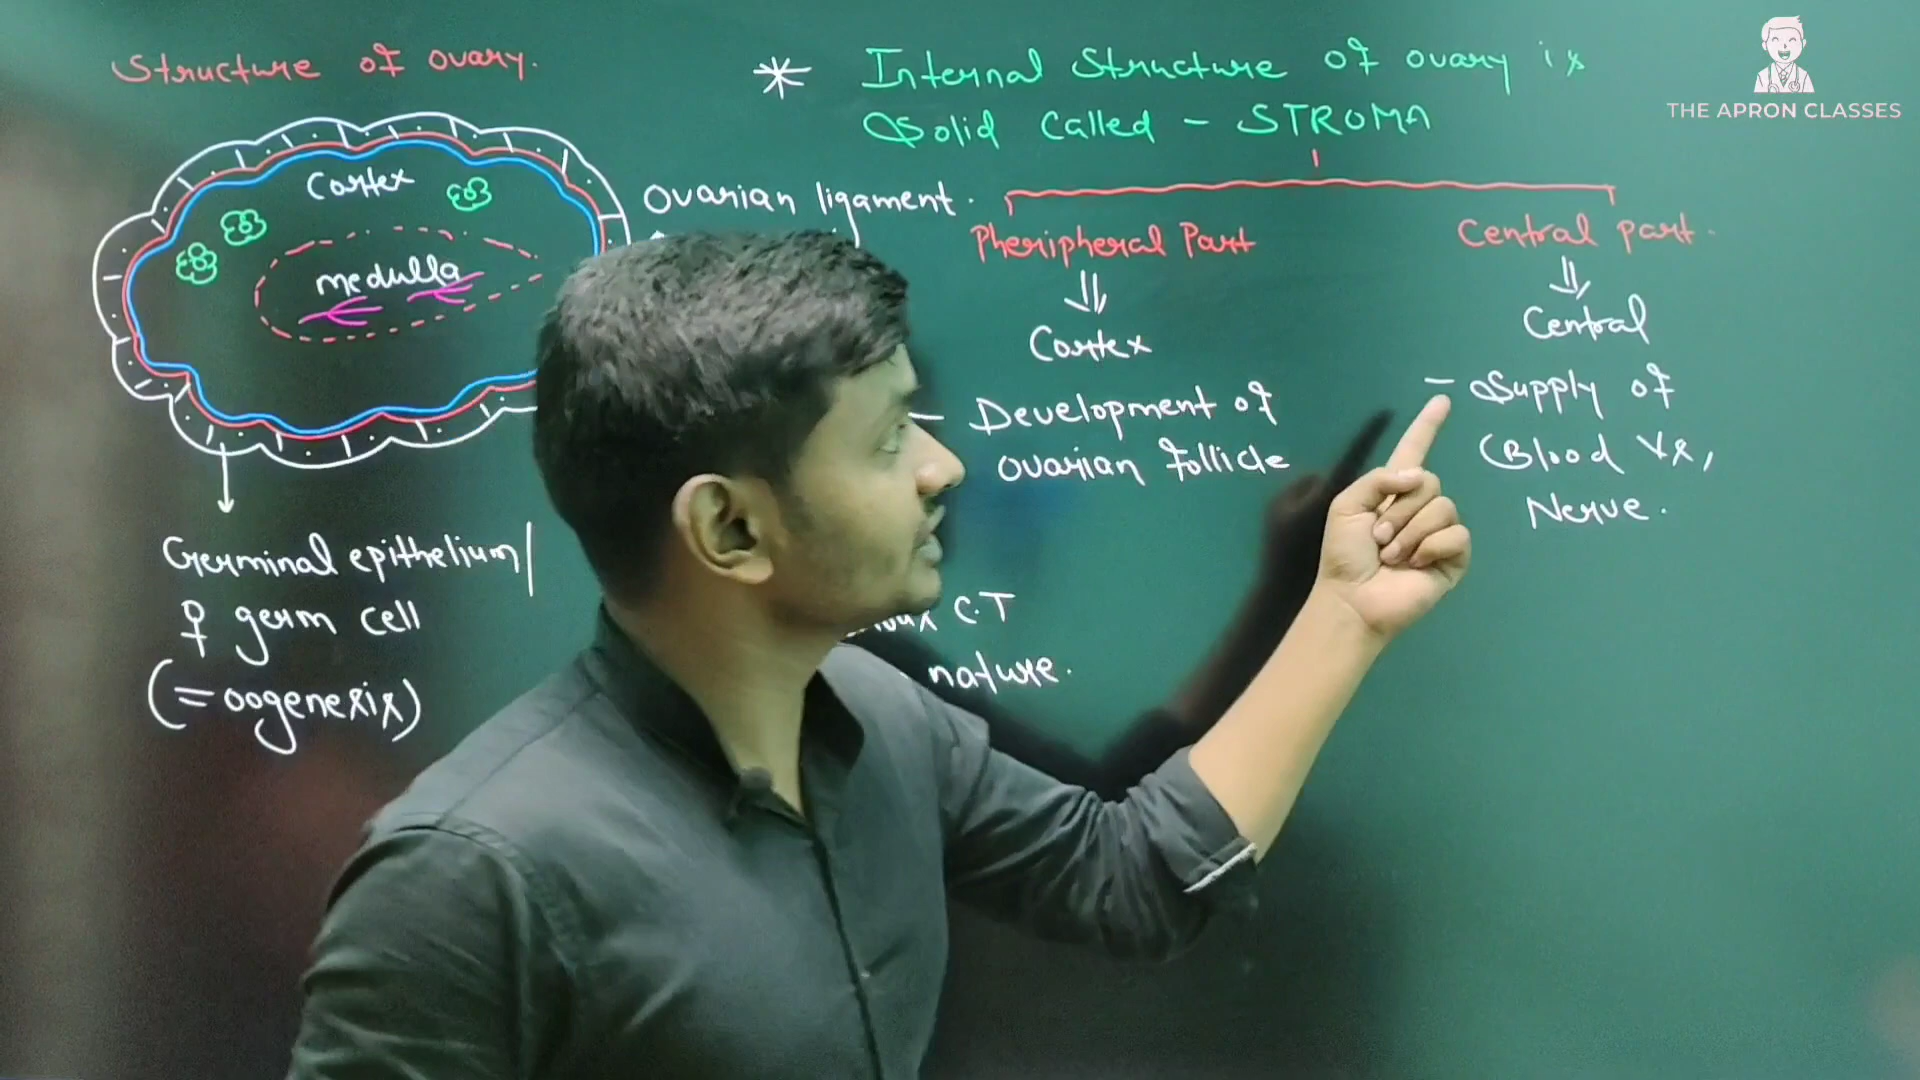 Structure of ovary.
Cortex
medulla
Germinal epithelium/
♀ germ cell
(= oogenesis)
Ovarian ligament.
* Internal Structure of ovary is
Solid Called - STROMA
Pheripheral Part
Cortex
- Development of
ovarian follicle
C.T
nature.
Central part.
Central
- Supply of
Blood Vs,
Nerve.
THE APRON CLASSES